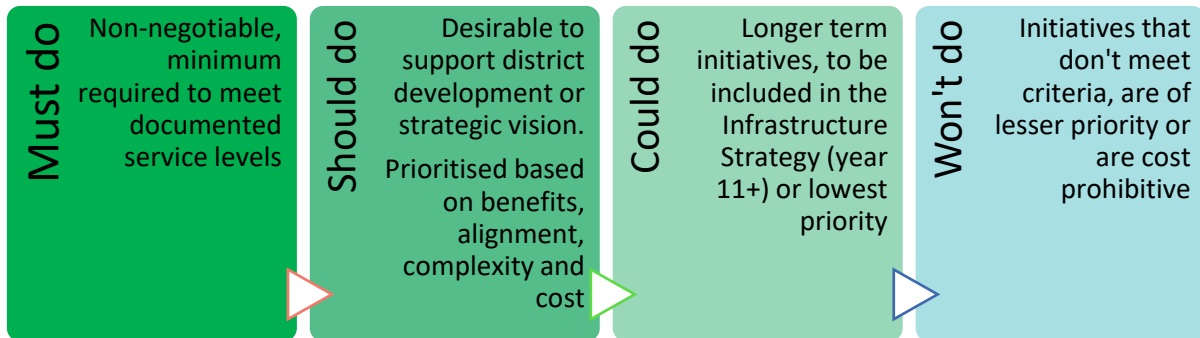 Must do
Non-negotiable,
minimum
required to meet
documented
service levels
Should do
Desirable to
support district
development or
strategic vision.
Prioritised based
on benefits,
alignment,
complexity and
cost
Could do
Longer term
initiatives, to be
included in the
Infrastructure
Strategy (year
11+) or lowest
priority
Won't do
Initiatives that
don't meet
criteria, are of
lesser priority or
are cost
prohibitive